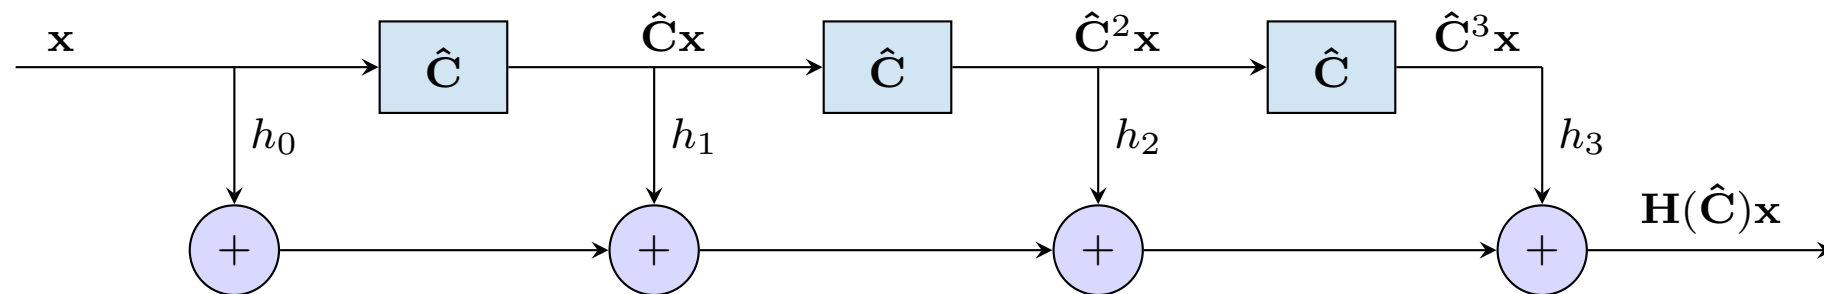 x Ĉx Ĉ²x Ĉ³x
Ĉ Ĉ Ĉ
h₀ h₁ h₂ h₃
H(Ĉ)x
+ + + +